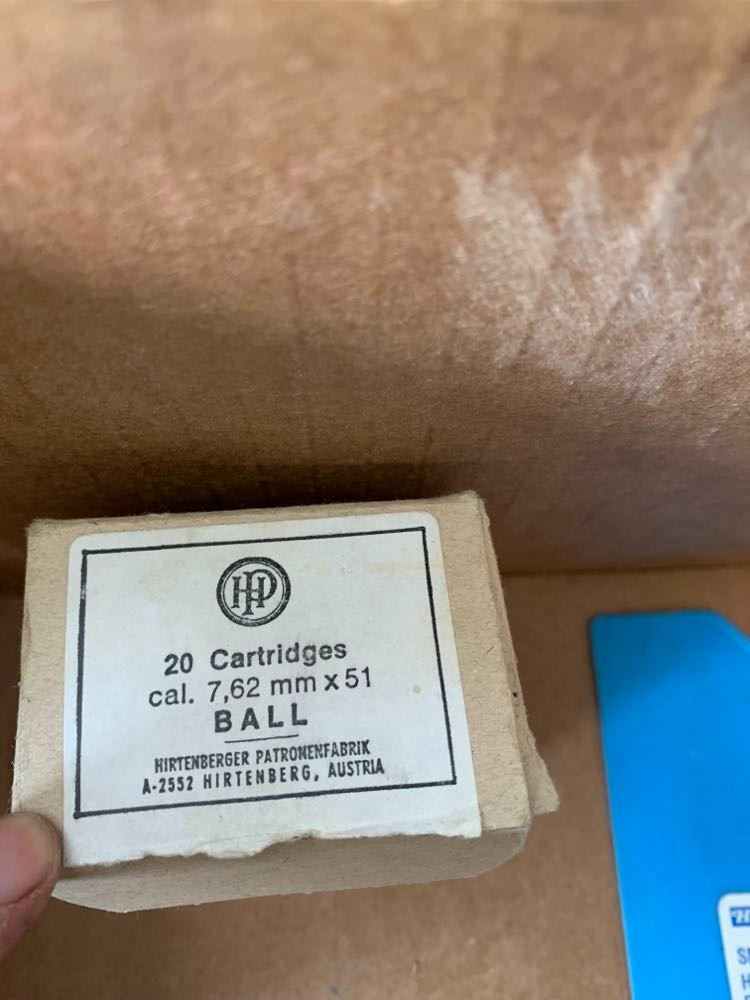 HP
20 Cartridges
cal. 7,62 mm x 51
BALL
HIRTENBERGER PATRONENFABRIK
A-2552 HIRTENBERG, AUSTRIA